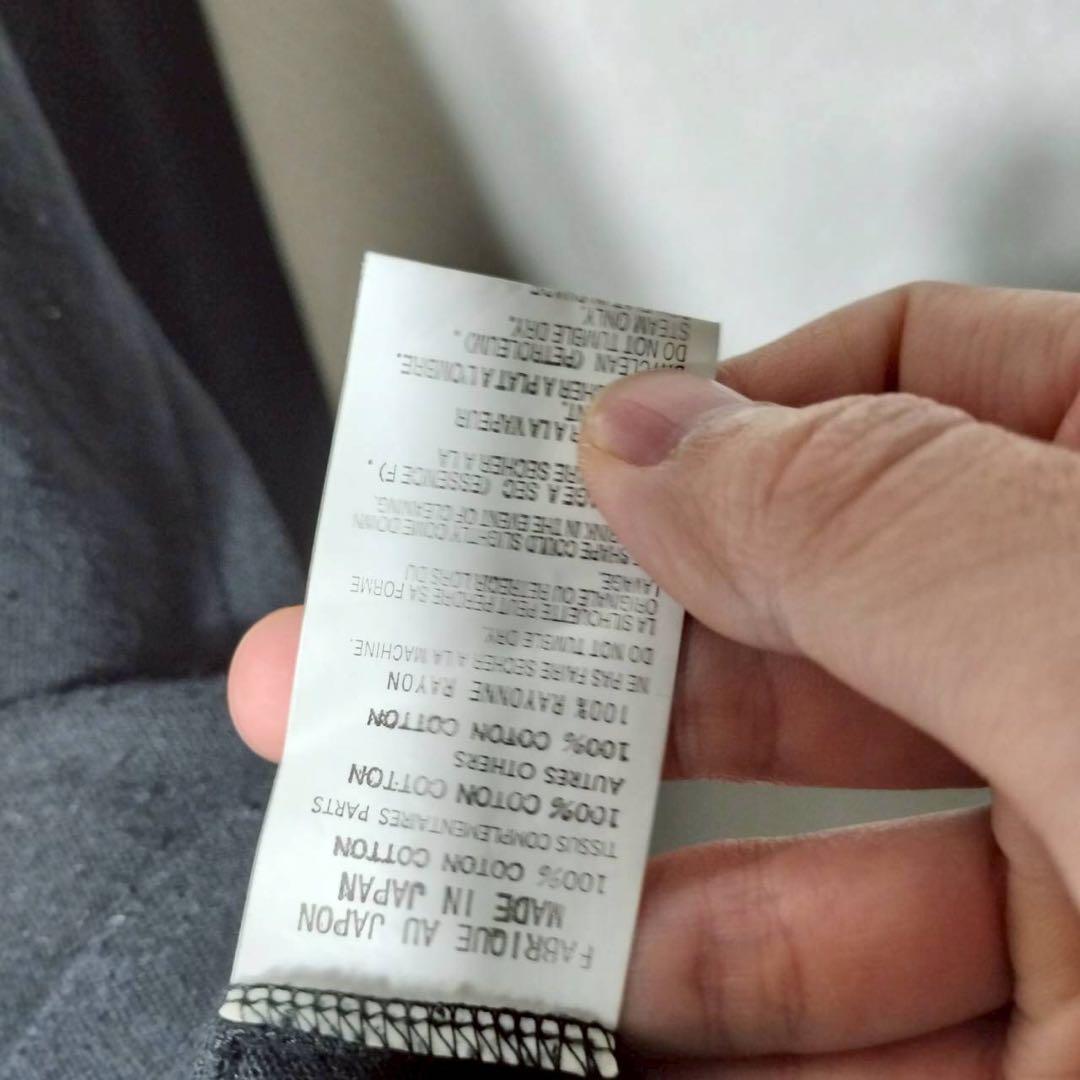 FABRIQUE AU JAPON
MADE IN JAPAN
100% COTON COTTON
TISSUS COMPLEMENTAIRES PARTS
100% COTON COTTON
AUTRES OTHERS
100% COTON COTTON
100% RAYONNE RAYON
NE PAS FAIRE SECHER A LA MACHINE.
DO NOT TUMBLE DRY.
LA SILHOUETTE PEUT PERDRE SA FORME
ORIGINALE OU RETRECIR LORS DU
LAVAGE.
SHAPE COULD SLIGHTLY COME DOWN
IN THE EVENT OF CLEANING.
A SEC (ESSENCE F).
SECHER A LA
A LA VAPEUR
A PLAT A L'OMBRE.
CLEAN (PETROLEUM).
DO NOT TUMBLE DRY.
STEAM ONLY.